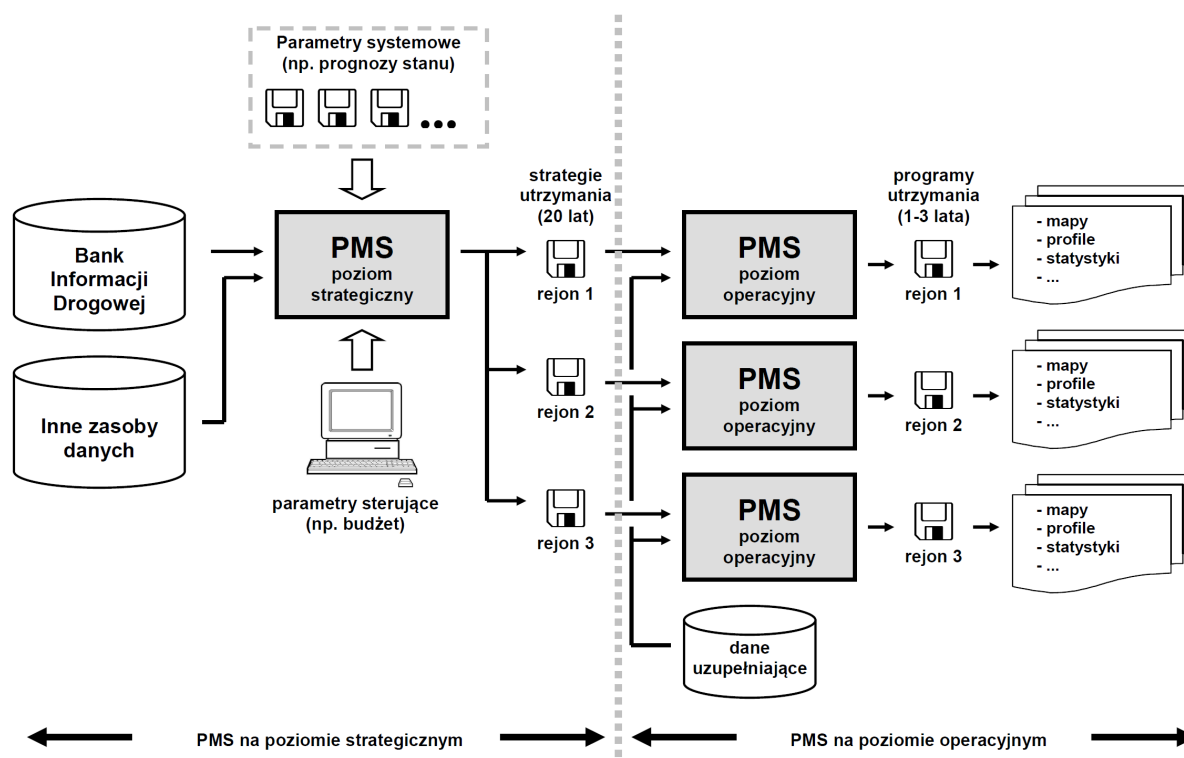 Parametry systemowe
(np. prognozy stanu)
Bank
Informacji
Drogowej
Inne zasoby
danych
PMS
poziom
strategiczny
parametry sterujące
(np. budżet)
strategie
utrzymania
(20 lat)
rejon 1
rejon 2
rejon 3
PMS
poziom
operacyjny
PMS
poziom
operacyjny
PMS
poziom
operacyjny
dane
uzupełniające
programy
utrzymania
(1-3 lata)
rejon 1
rejon 2
rejon 3
- mapy
- profile
- statystyki
- ...
- mapy
- profile
- statystyki
- ...
- mapy
- profile
- statystyki
- ...
PMS na poziomie strategicznym
PMS na poziomie operacyjnym